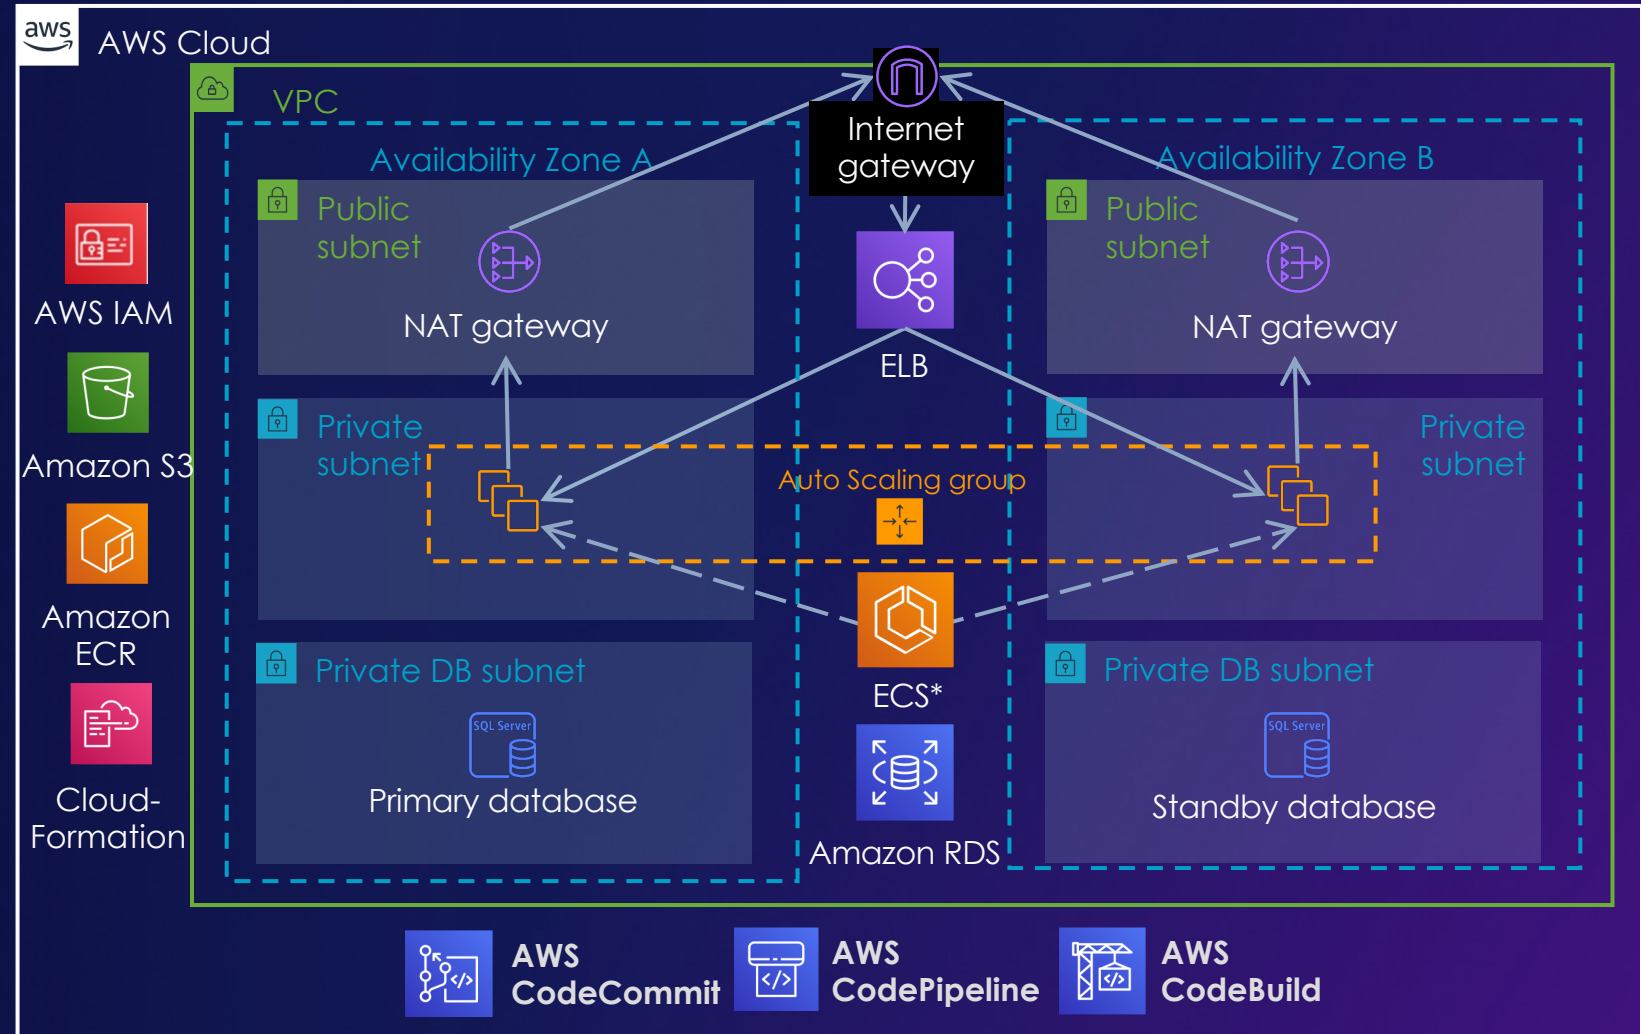 aws
AWS Cloud
VPC
Internet
gateway
Availability Zone A
Availability Zone B
Public
subnet
Public
subnet
NAT gateway
NAT gateway
ELB
AWS IAM
Private
subnet
Private
subnet
Auto Scaling group
Amazon S3
Amazon
ECR
ECS*
Private DB subnet
Private DB subnet
SQL Server
SQL Server
Primary database
Standby database
Cloud-
Formation
Amazon RDS
AWS
CodeCommit
AWS
CodePipeline
AWS
CodeBuild